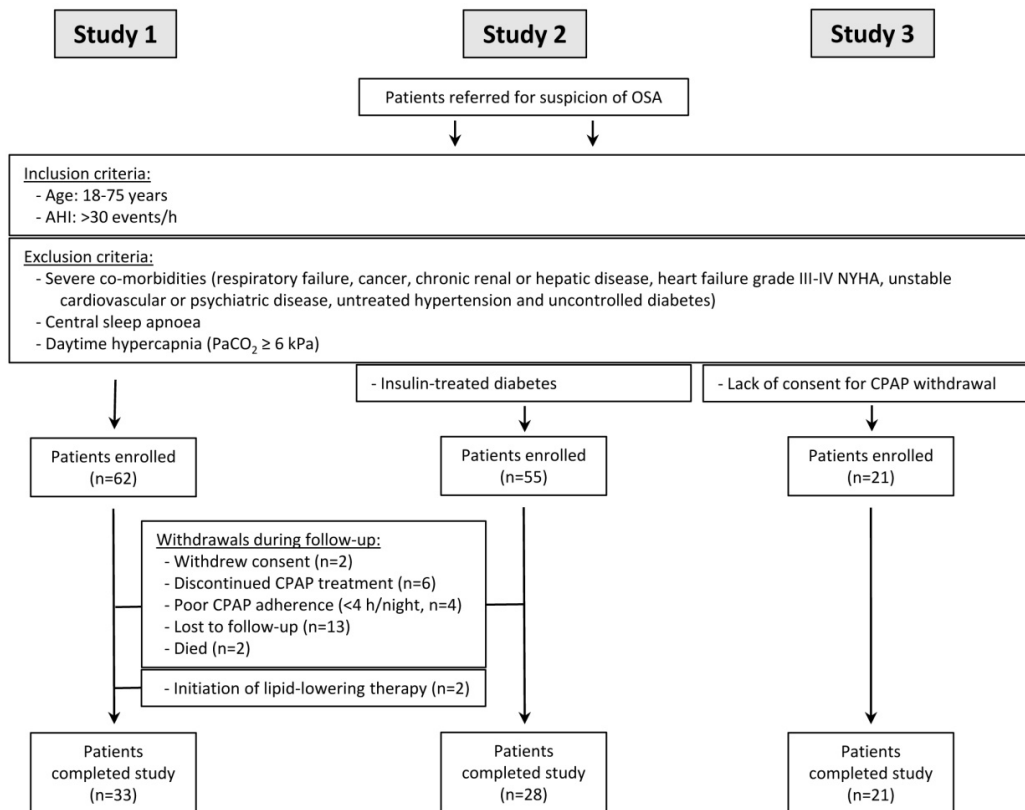 Study 1
Study 2
Study 3
Patients referred for suspicion of OSA
Inclusion criteria:
- Age: 18-75 years
- AHI: >30 events/h
Exclusion criteria:
- Severe co-morbidities (respiratory failure, cancer, chronic renal or hepatic disease, heart failure grade III-IV NYHA, unstable
cardiovascular or psychiatric disease, untreated hypertension and uncontrolled diabetes)
- Central sleep apnoea
- Daytime hypercapnia (PaCO₂ ≥ 6 kPa)
- Insulin-treated diabetes
- Lack of consent for CPAP withdrawal
Patients enrolled
(n=62)
Patients enrolled
(n=55)
Patients enrolled
(n=21)
Withdrawals during follow-up:
- Withdrew consent (n=2)
- Discontinued CPAP treatment (n=6)
- Poor CPAP adherence (<4 h/night, n=4)
- Lost to follow-up (n=13)
- Died (n=2)
- Initiation of lipid-lowering therapy (n=2)
Patients
completed study
(n=33)
Patients
completed study
(n=28)
Patients
completed study
(n=21)